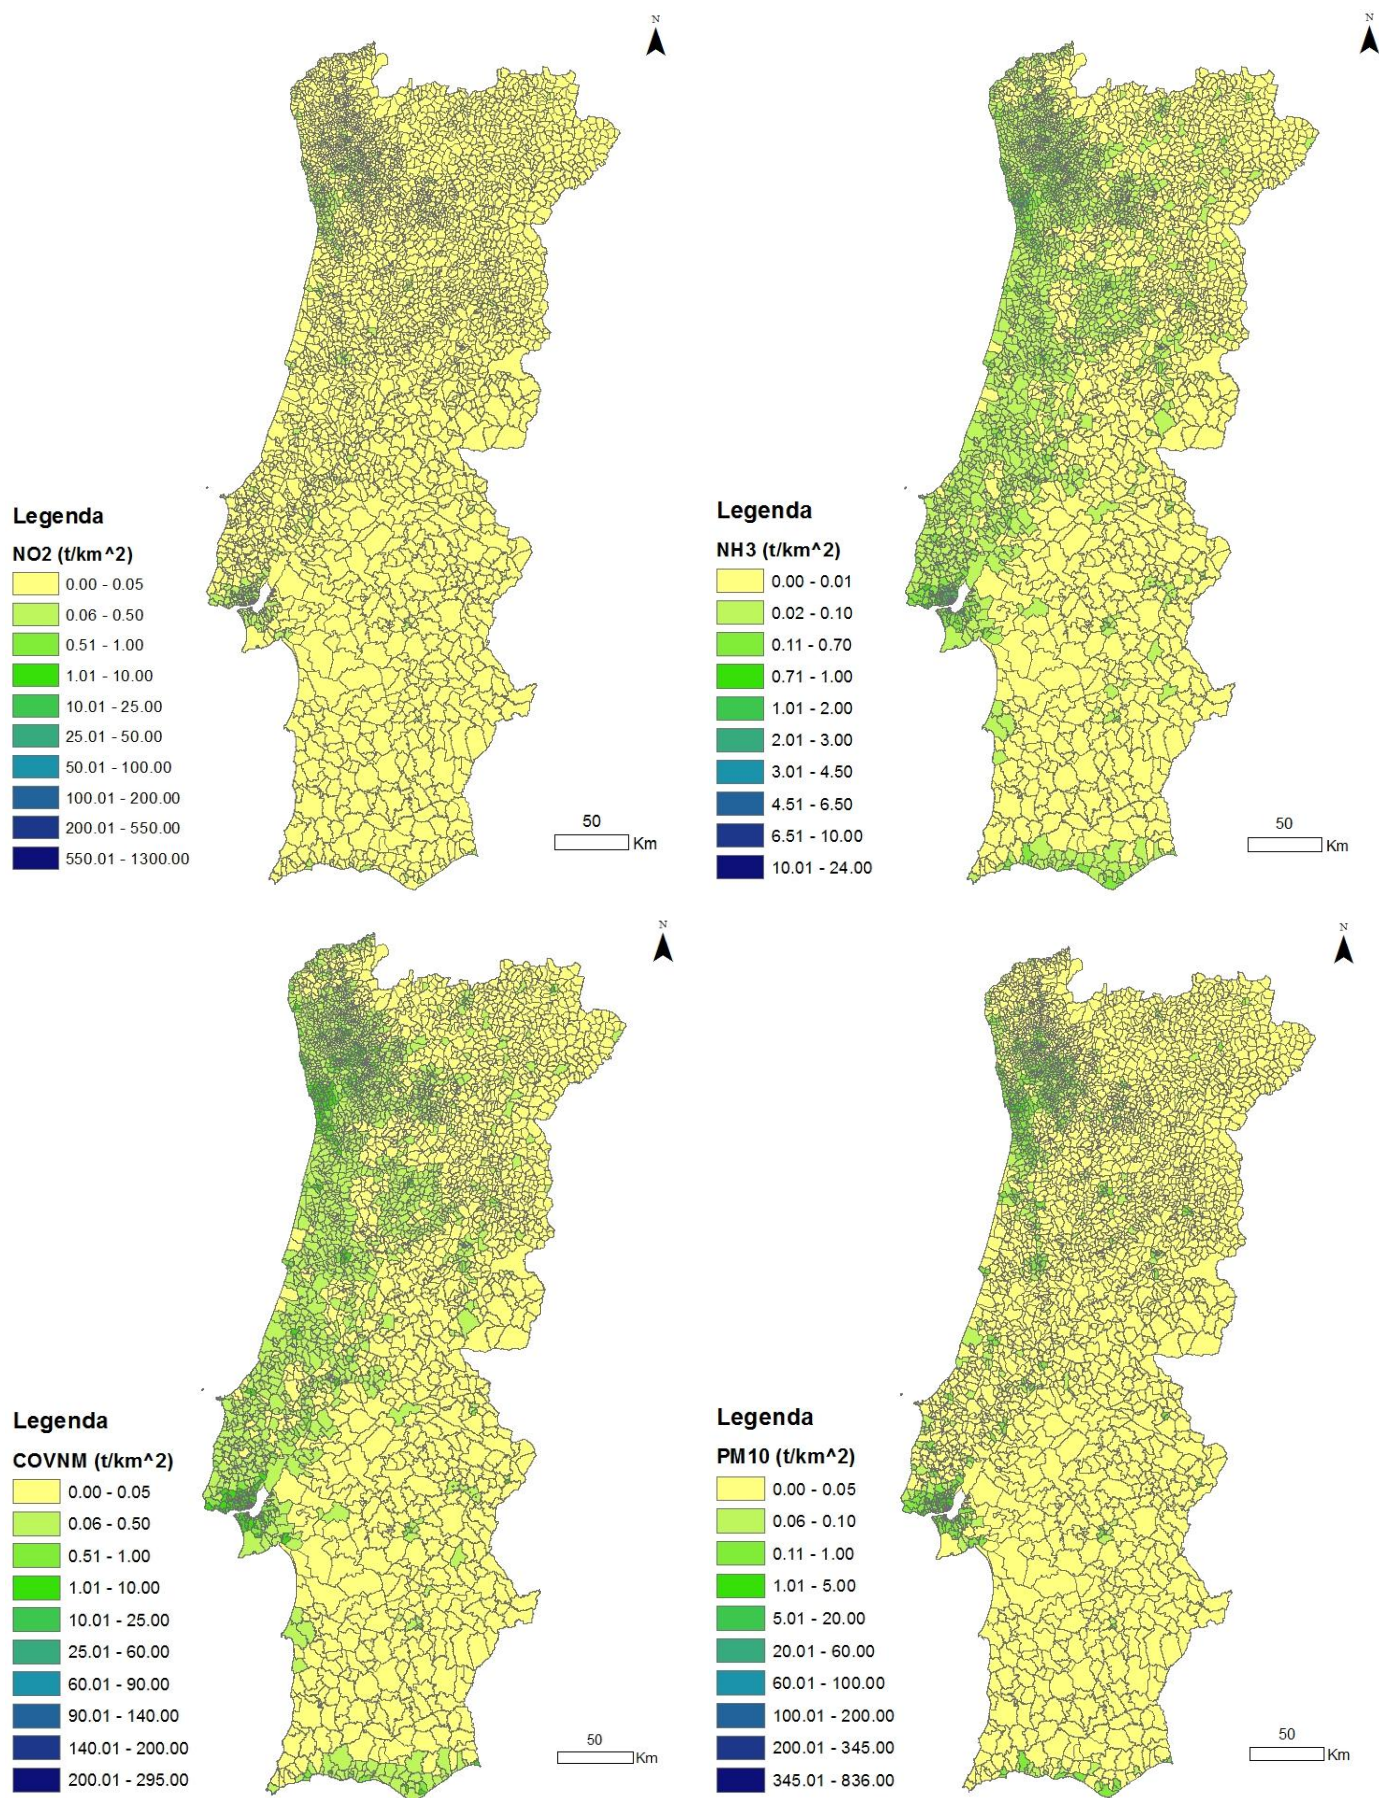 N
Legenda
NO2 (t/km^2)
0.00 - 0.05
0.06 - 0.50
0.51 - 1.00
1.01 - 10.00
10.01 - 25.00
25.01 - 50.00
50.01 - 100.00
100.01 - 200.00
200.01 - 550.00
550.01 - 1300.00
50
Km
N
Legenda
NH3 (t/km^2)
0.00 - 0.01
0.02 - 0.10
0.11 - 0.70
0.71 - 1.00
1.01 - 2.00
2.01 - 3.00
3.01 - 4.50
4.51 - 6.50
6.51 - 10.00
10.01 - 24.00
50
Km
N
Legenda
COVNM (t/km^2)
0.00 - 0.05
0.06 - 0.50
0.51 - 1.00
1.01 - 10.00
10.01 - 25.00
25.01 - 60.00
60.01 - 90.00
90.01 - 140.00
140.01 - 200.00
200.01 - 295.00
50
Km
N
Legenda
PM10 (t/km^2)
0.00 - 0.05
0.06 - 0.10
0.11 - 1.00
1.01 - 5.00
5.01 - 20.00
20.01 - 60.00
60.01 - 100.00
100.01 - 200.00
200.01 - 345.00
345.01 - 836.00
50
Km